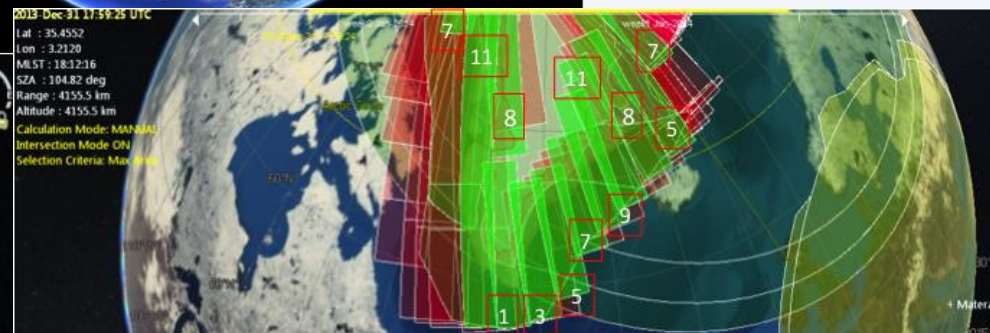 2013-Dec-31 17:59:25 UTC
Lat : 35.4552
Lon : 3.2120
MLST : 18:12:16
SZA : 104.82 deg
Range : 4155.5 km
Altitude : 4155.5 km
Calculation Mode: MANUAL
Intersection Mode ON
Selection Criteria: Max Area
7
11
7
11
8
8
5
60°N
9
7
5
1
3
+ Matera